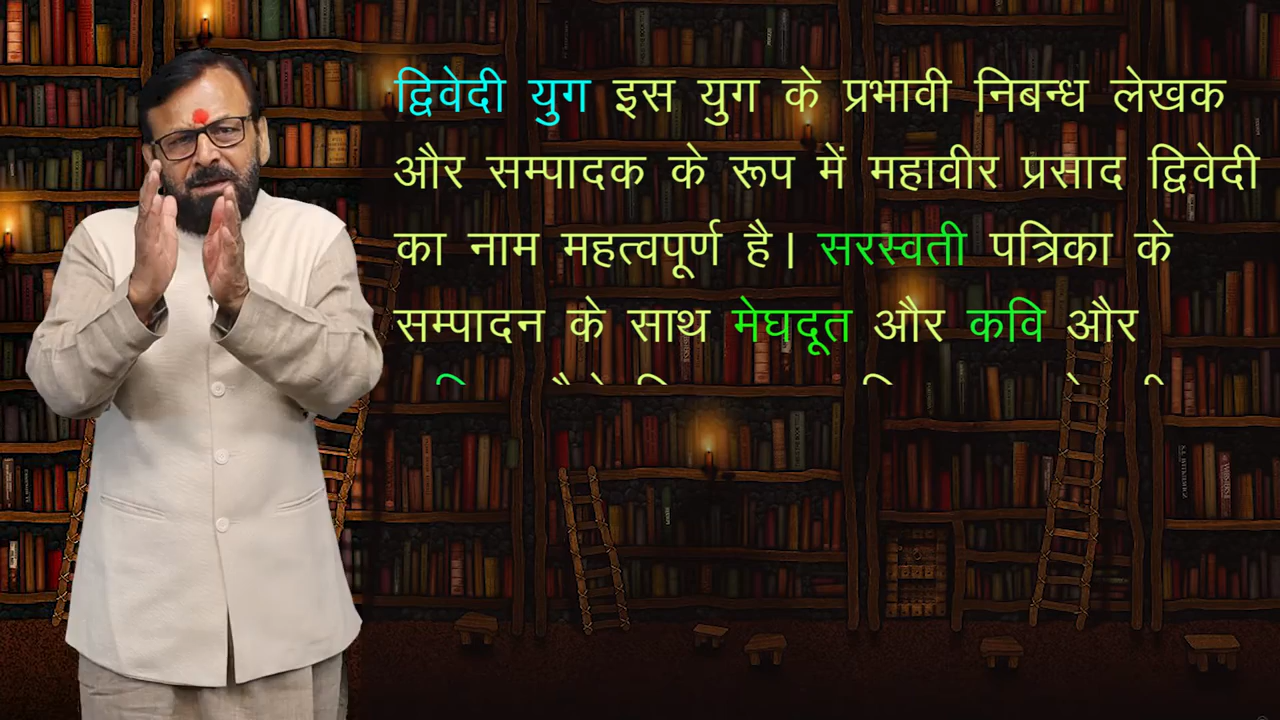 द्विवेदी युग इस युग के प्रभावी निबन्ध लेखक
और सम्पादक के रूप में महावीर प्रसाद द्विवेदी
का नाम महत्वपूर्ण है। सरस्वती पत्रिका के
सम्पादन के साथ मेघदूत और कवि और